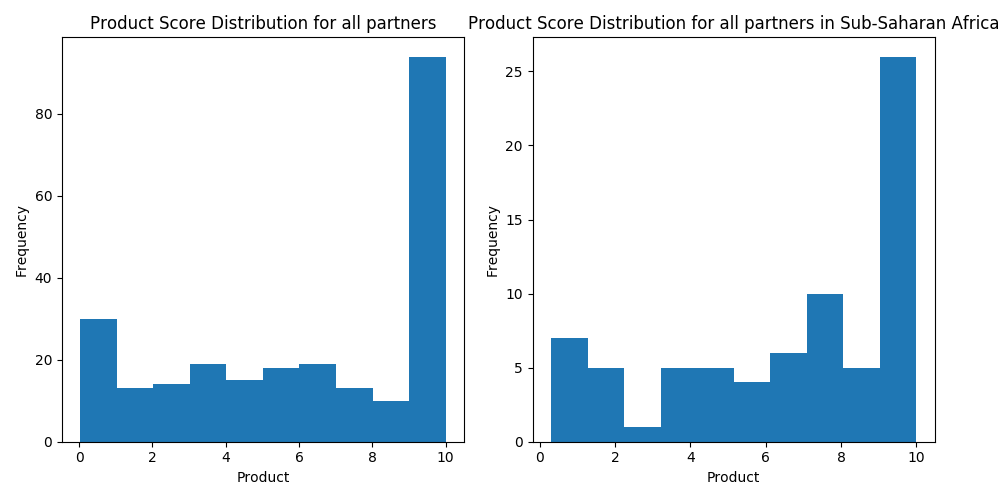 Product Score Distribution for all partners
Frequency
80
60
40
20
0
0 2 4 6 8 10
Product
Product Score Distribution for all partners in Sub-Saharan Africa
Frequency
25
20
15
10
5
0
0 2 4 6 8 10
Product